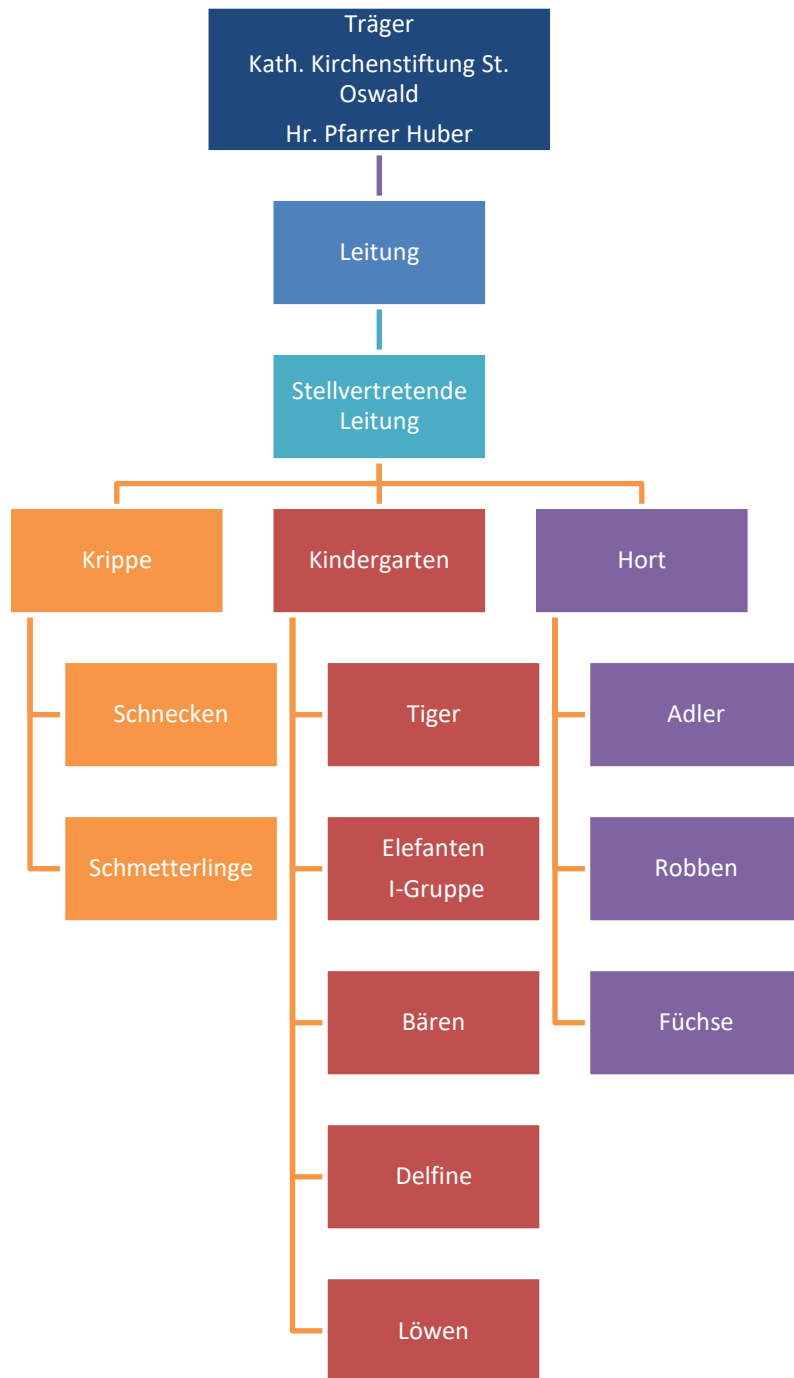 Träger
Kath. Kirchenstiftung St.
Oswald
Hr. Pfarrer Huber
Leitung
Stellvertretende
Leitung
Krippe
Kindergarten
Hort
Schnecken
Tiger
Adler
Schmetterlinge
Elefanten
I-Gruppe
Robben
Bären
Füchse
Delfine
Löwen